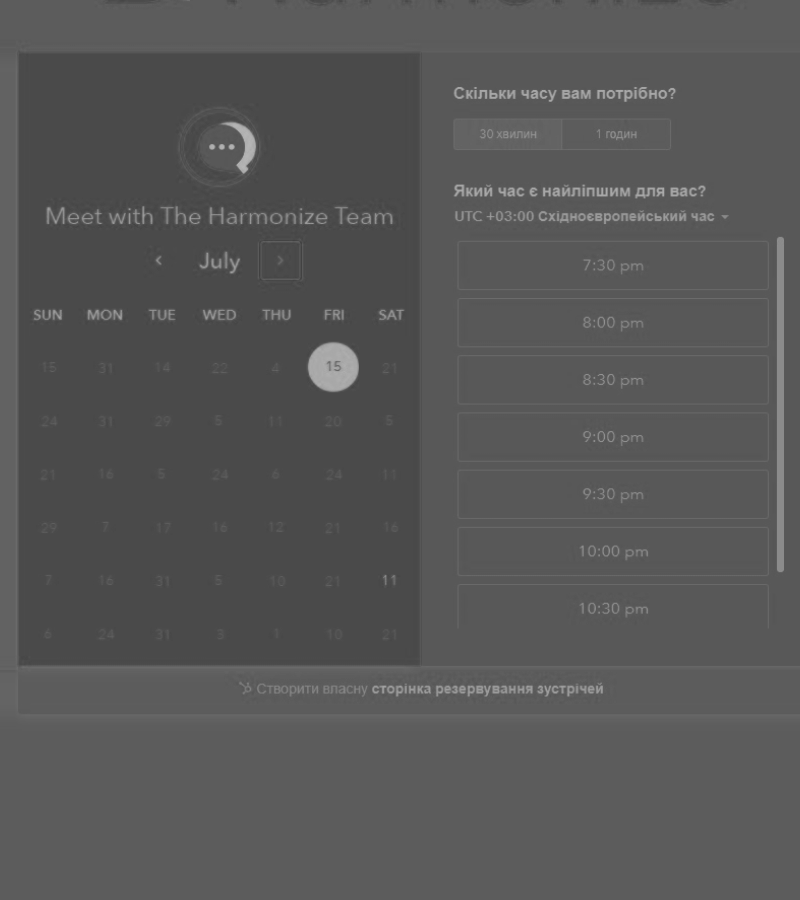 Meet with The Harmonize Team
July
SUN MON TUE WED THU FRI SAT
15 31 14 22 4 15 21
24 31 29 5 11 20 5
21 16 5 24 6 24 11
29 7 17 16 12 21 16
7 16 31 5 10 21 11
6 24 31 3 1 10 21
Скільки часу вам потрібно?
30 хвилин 1 годин
Який час є найліпшим для вас?
UTC +03:00 Східноєвропейський час
7:30 pm
8:00 pm
8:30 pm
9:00 pm
9:30 pm
10:00 pm
10:30 pm
Створити власну сторінка резервування зустрічей